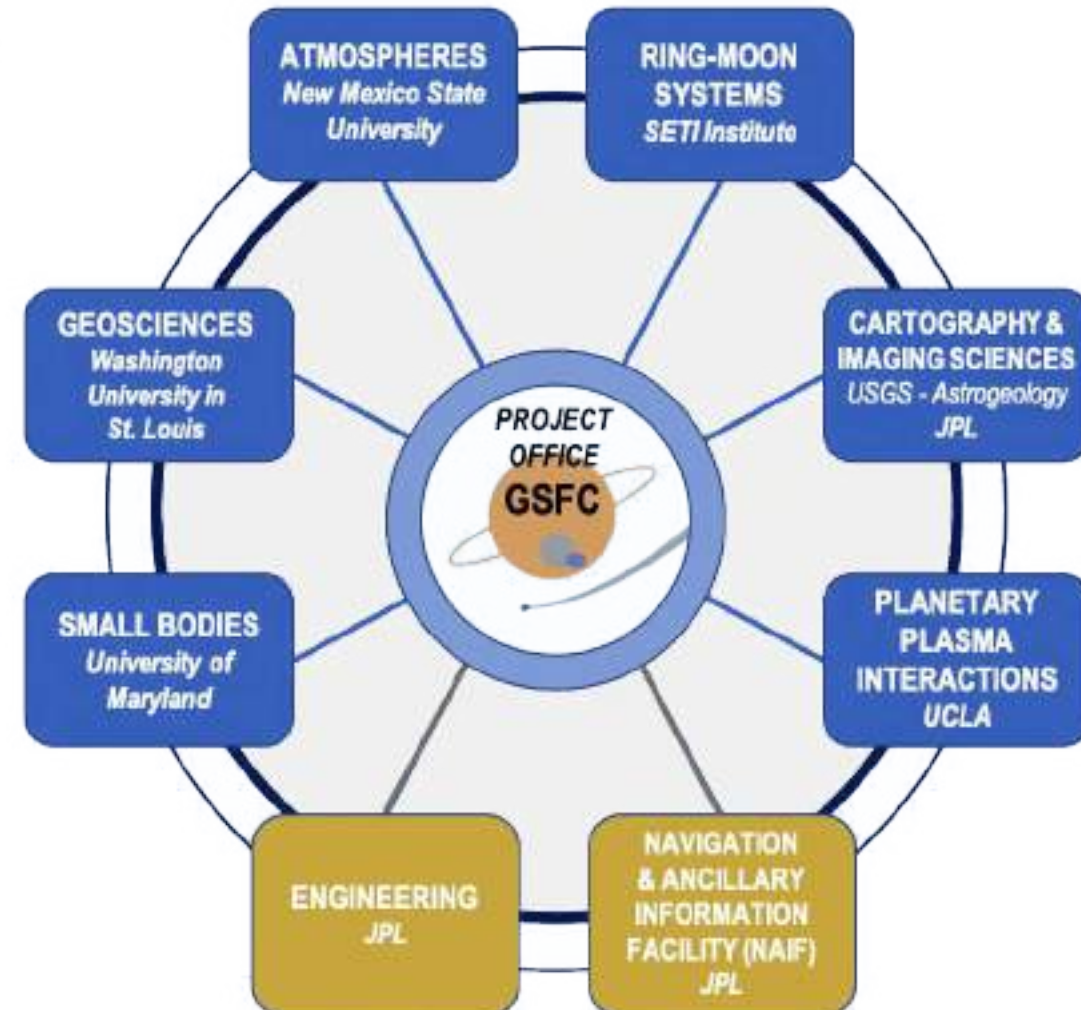 ATMOSPHERES
New Mexico State
University
RING-MOON
SYSTEMS
SETI Institute
GEOSCIENCES
Washington
University in
St. Louis
CARTOGRAPHY &
IMAGING SCIENCES
USGS - Astrogeology
JPL
PROJECT
OFFICE
GSFC
SMALL BODIES
University of
Maryland
PLANETARY
PLASMA
INTERACTIONS
UCLA
ENGINEERING
JPL
NAVIGATION
& ANCILLARY
INFORMATION
FACILITY (NAIF)
JPL